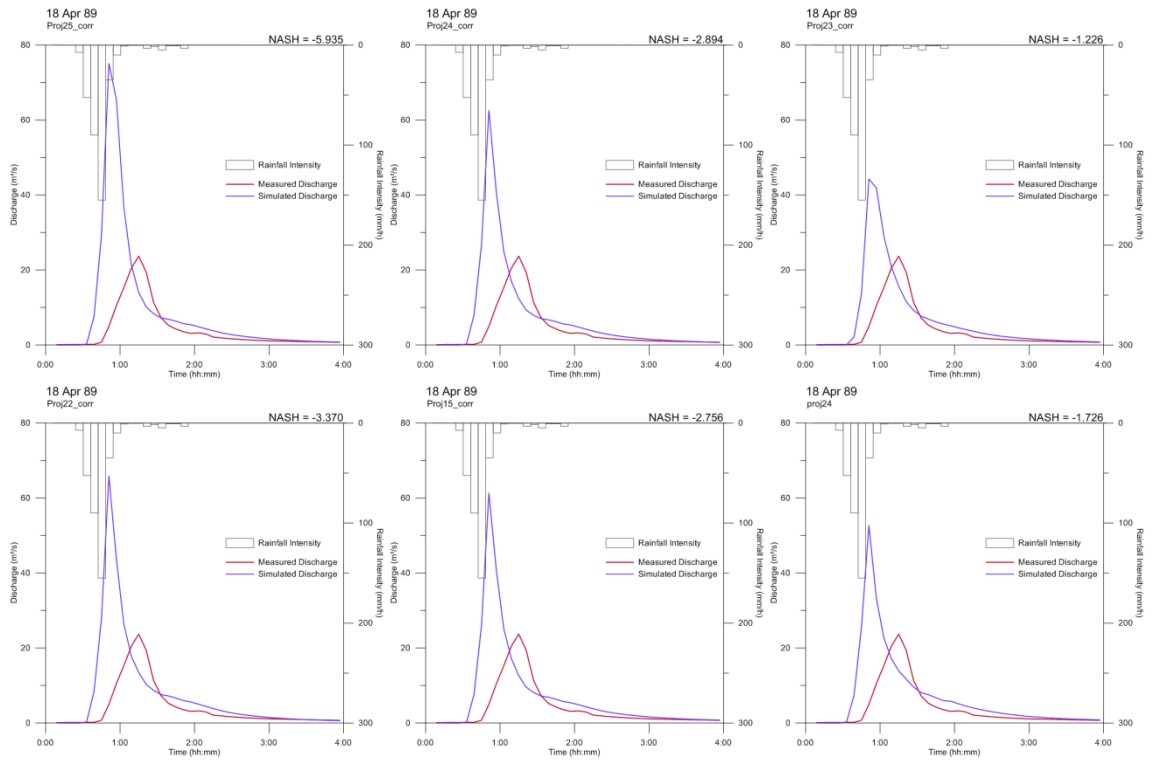 18 Apr 89
Proj25_corr
NASH = -5.935
80
60
40
20
0
0
100
200
300
Discharge (m³/s)
Rainfall Intensity (mm/h)
Rainfall Intensity
Measured Discharge
Simulated Discharge
0:00 1:00 2:00 3:00 4:00
Time (hh:mm)
18 Apr 89
Proj24_corr
NASH = -2.894
80
60
40
20
0
0
100
200
300
Discharge (m³/s)
Rainfall Intensity (mm/h)
Rainfall Intensity
Measured Discharge
Simulated Discharge
0:00 1:00 2:00 3:00 4:00
Time (hh:mm)
18 Apr 89
Proj23_corr
NASH = -1.226
80
60
40
20
0
0
100
200
300
Discharge (m³/s)
Rainfall Intensity (mm/h)
Rainfall Intensity
Measured Discharge
Simulated Discharge
0:00 1:00 2:00 3:00 4:00
Time (hh:mm)
18 Apr 89
Proj22_corr
NASH = -3.370
80
60
40
20
0
0
100
200
300
Discharge (m³/s)
Rainfall Intensity (mm/h)
Rainfall Intensity
Measured Discharge
Simulated Discharge
0:00 1:00 2:00 3:00 4:00
Time (hh:mm)
18 Apr 89
Proj15_corr
NASH = -2.756
80
60
40
20
0
0
100
200
300
Discharge (m³/s)
Rainfall Intensity (mm/h)
Rainfall Intensity
Measured Discharge
Simulated Discharge
0:00 1:00 2:00 3:00 4:00
Time (hh:mm)
18 Apr 89
proj24
NASH = -1.726
80
60
40
20
0
0
100
200
300
Discharge (m³/s)
Rainfall Intensity (mm/h)
Rainfall Intensity
Measured Discharge
Simulated Discharge
0:00 1:00 2:00 3:00 4:00
Time (hh:mm)